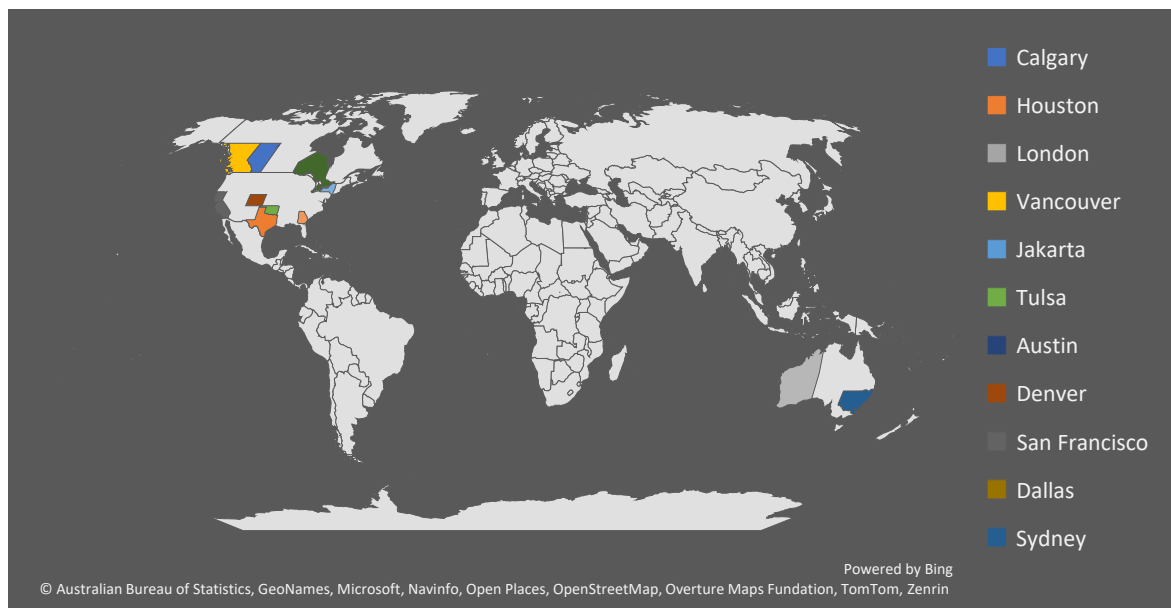 Calgary
Houston
London
Vancouver
Jakarta
Tulsa
Austin
Denver
San Francisco
Dallas
Sydney
Powered by Bing
© Australian Bureau of Statistics, GeoNames, Microsoft, Navinfo, Open Places, OpenStreetMap, Overture Maps Fundation, TomTom, Zenrin